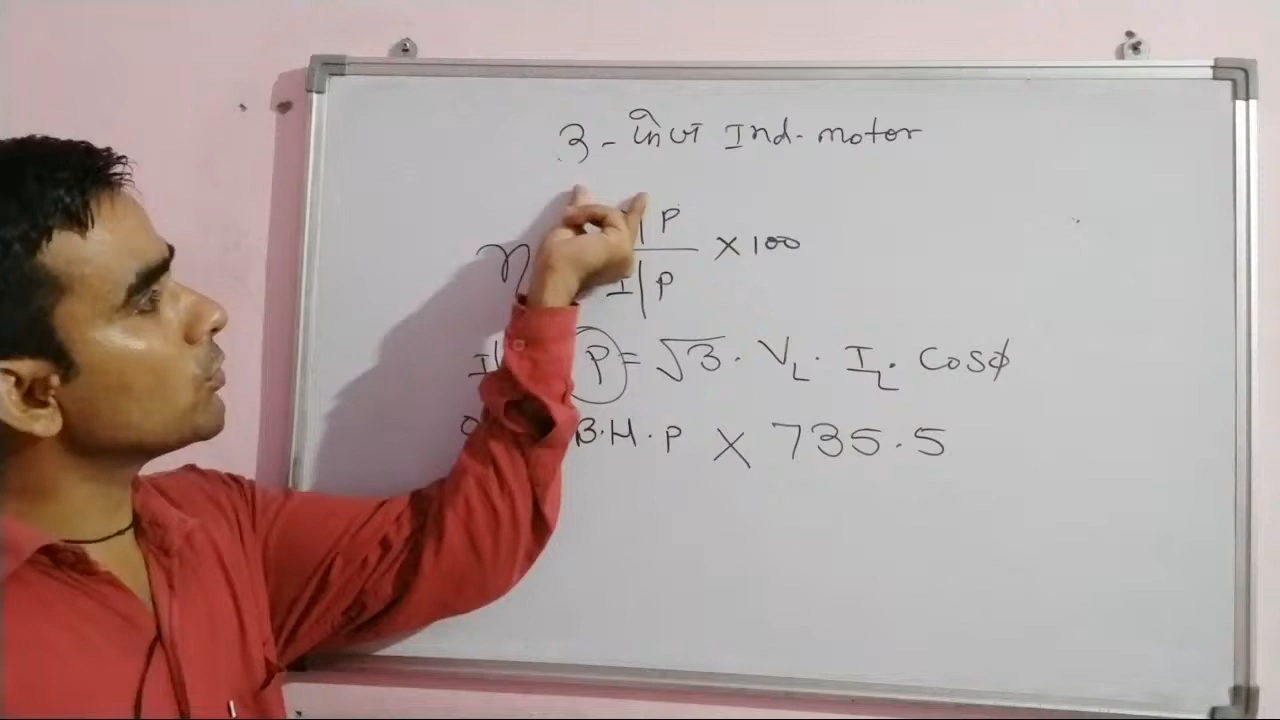 3-फेज Ind-motor
η P × 100
I|P
P = √3 · V_L · I_L · Cosφ
B.H.P × 735.5